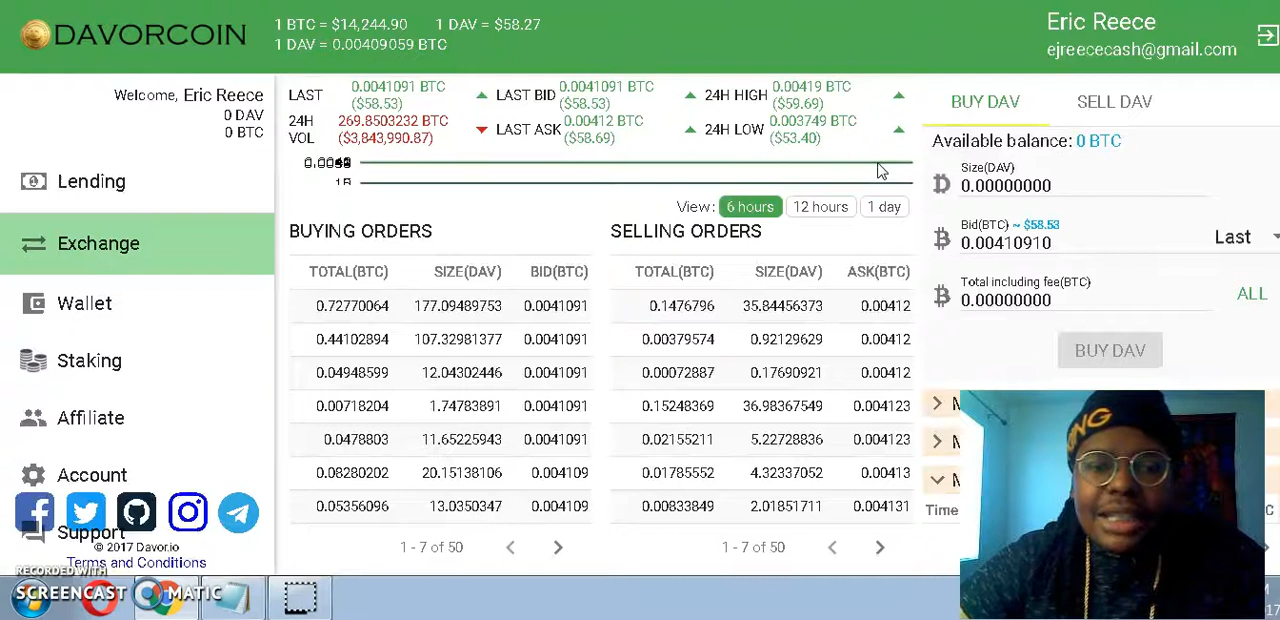 DAVORCOIN
1 BTC = $14,244.90 1 DAV = $58.27
1 DAV = 0.00409059 BTC
Eric Reece
ejreececash@gmail.com
Welcome, Eric Reece
0 DAV
0 BTC
Lending
Exchange
Wallet
Staking
Affiliate
Account
Support
© 2017 Davor.io
Terms and Conditions
RECORDED WITH
SCREENCAST MATIC
LAST 0.0041091 BTC ($58.53)
LAST BID 0.0041091 BTC ($58.53)
24H HIGH 0.00419 BTC ($59.69)
24H VOL 269.8503232 BTC ($3,843,990.87)
LAST ASK 0.00412 BTC ($58.69)
24H LOW 0.003749 BTC ($53.40)
View: 6 hours 12 hours 1 day
BUYING ORDERS
TOTAL(BTC) SIZE(DAV) BID(BTC)
0.72770064 177.09489753 0.0041091
0.44102894 107.32981377 0.0041091
0.04948599 12.04302446 0.0041091
0.00718204 1.74783891 0.0041091
0.0478803 11.65225943 0.0041091
0.08280202 20.15138106 0.004109
0.05356096 13.0350347 0.004109
1 - 7 of 50
SELLING ORDERS
TOTAL(BTC) SIZE(DAV) ASK(BTC)
0.1476796 35.84456373 0.00412
0.00379574 0.92129629 0.00412
0.00072887 0.17690921 0.00412
0.15248369 36.98367549 0.004123
0.02155211 5.22728836 0.004123
0.01785552 4.32337052 0.00413
0.00833849 2.01851711 0.004131
1 - 7 of 50
BUY DAV SELL DAV
Available balance: 0 BTC
Size(DAV)
0.00000000
Bid(BTC) ~ $58.53
0.00410910 Last
Total including fee(BTC)
0.00000000 ALL
BUY DAV
Time